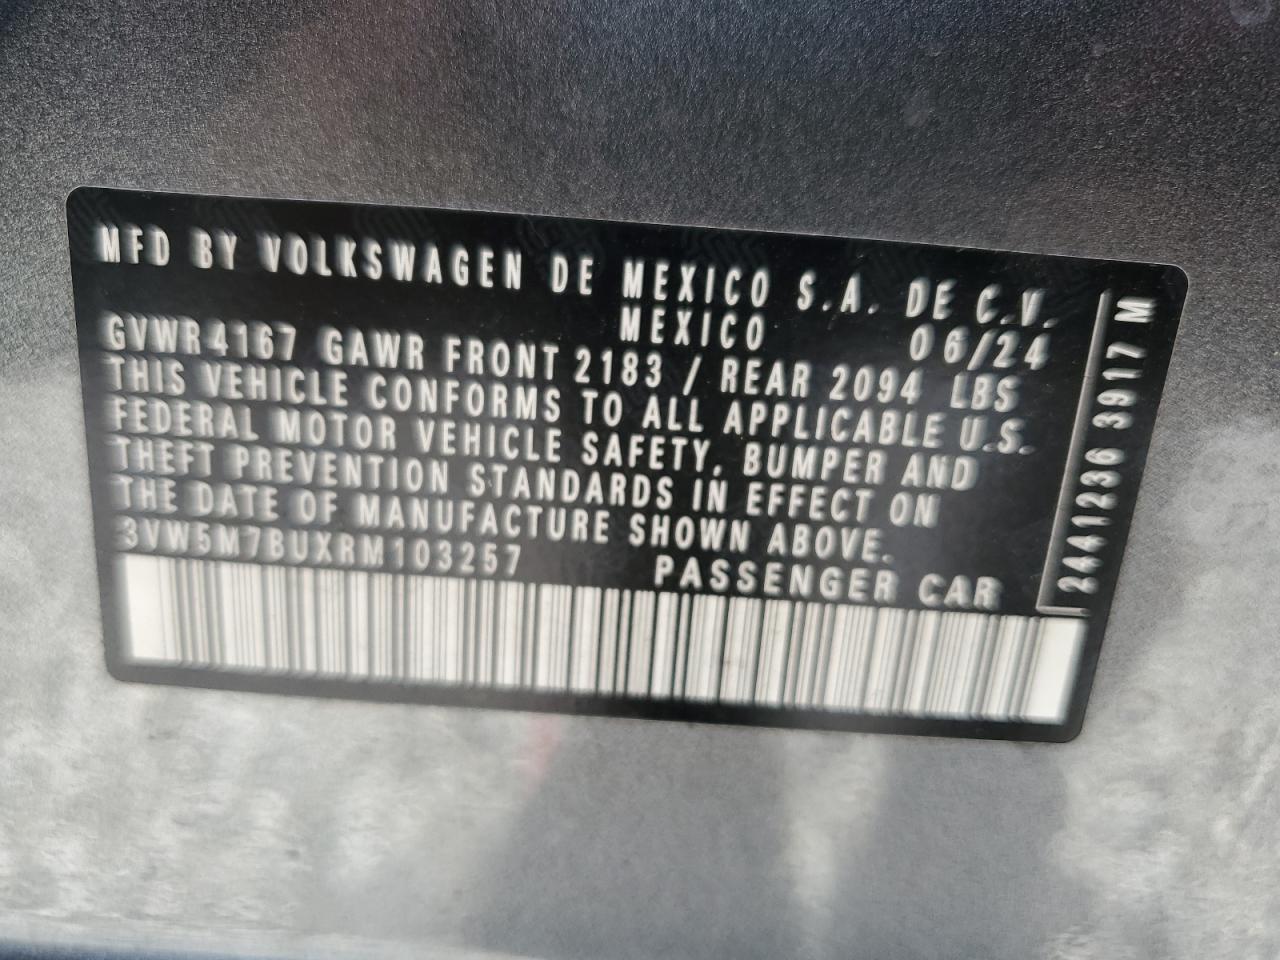 MFD BY VOLKSWAGEN DE MEXICO S.A. DE C.V.
MEXICO 06/24
GVWR4167 GAWR FRONT 2183 / REAR 2094 LBS
THIS VEHICLE CONFORMS TO ALL APPLICABLE U.S.
FEDERAL MOTOR VEHICLE SAFETY, BUMPER AND
THEFT PREVENTION STANDARDS IN EFFECT ON
THE DATE OF MANUFACTURE SHOWN ABOVE.
3VW5M7BUXRM103257 PASSENGER CAR
2441236 3917 M